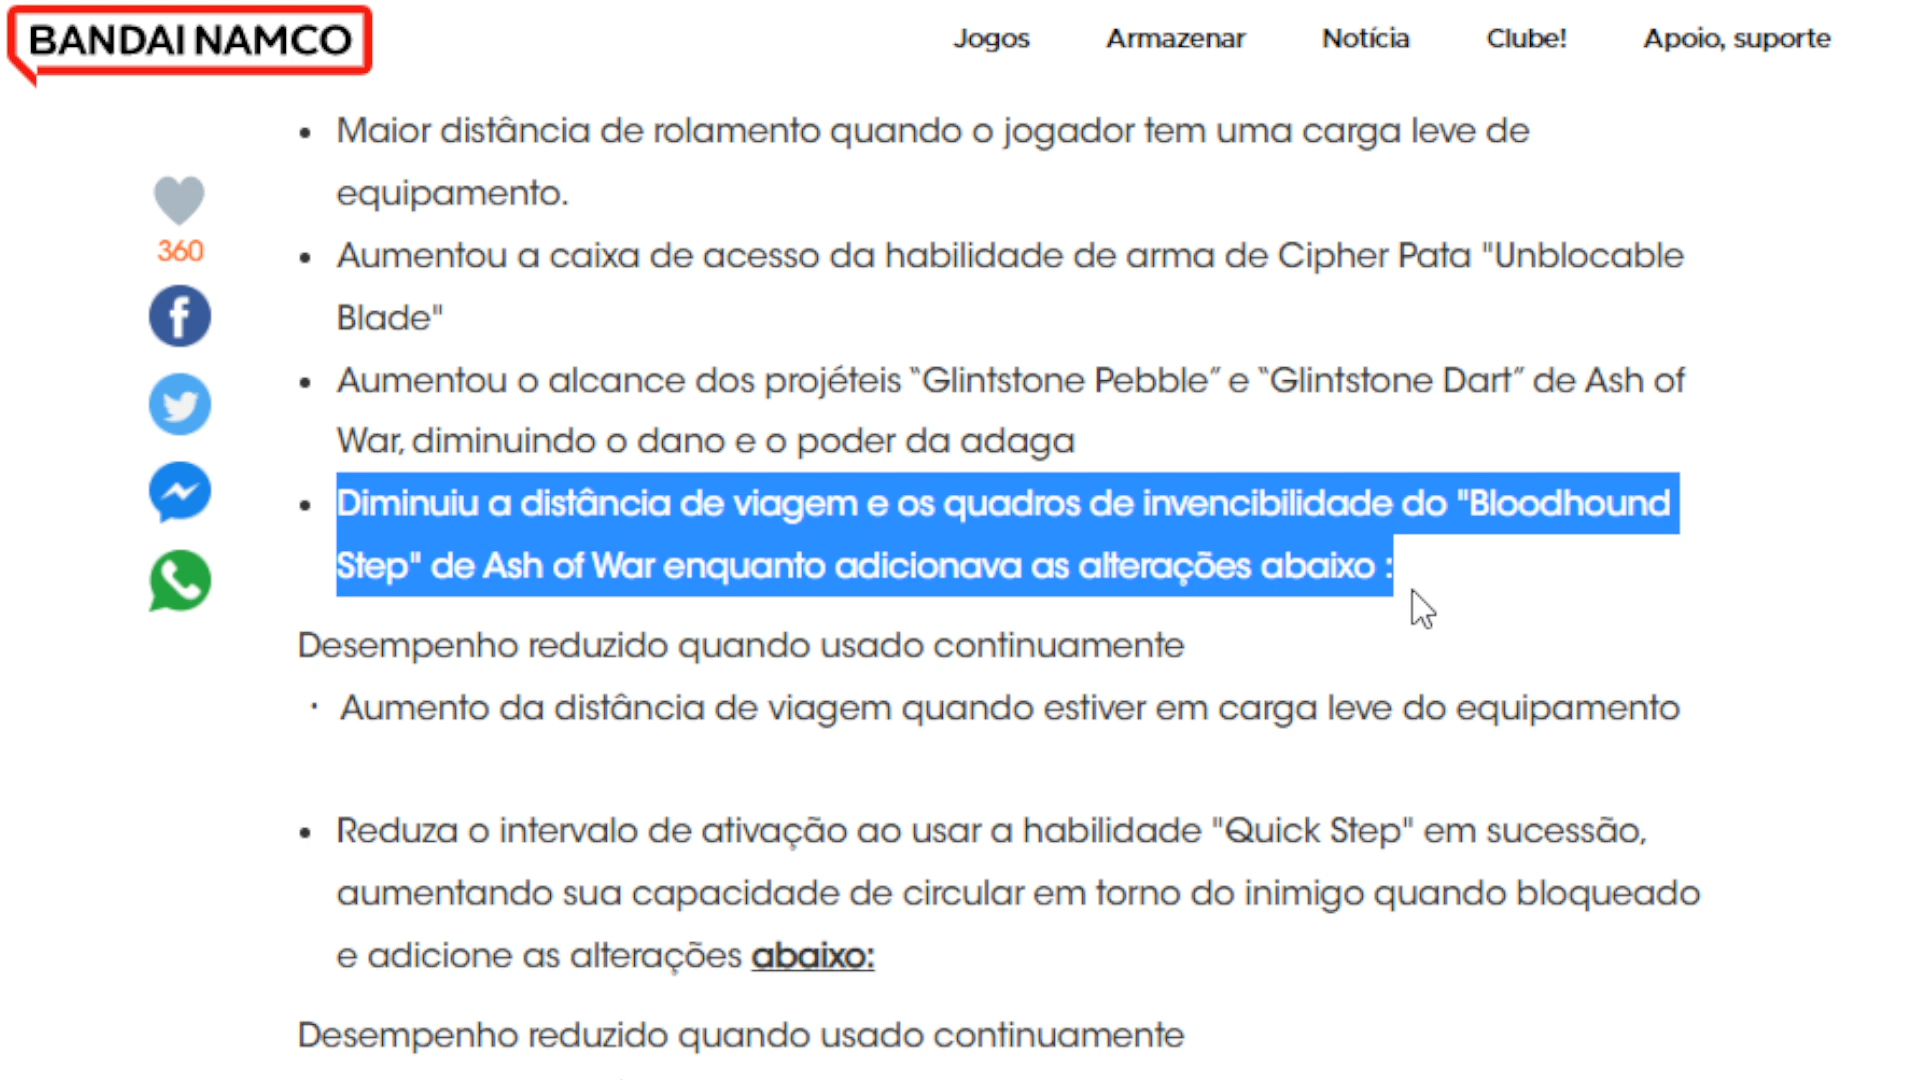 BANDAI NAMCO
Jogos Armazenar Notícia Clube! Apoio, suporte
• Maior distância de rolamento quando o jogador tem uma carga leve de
equipamento.
360
• Aumentou a caixa de acesso da habilidade de arma de Cipher Pata "Unblocable
Blade"
• Aumentou o alcance dos projéteis “Glintstone Pebble” e “Glintstone Dart” de Ash of
War, diminuindo o dano e o poder da adaga
• Diminuiu a distância de viagem e os quadros de invencibilidade do "Bloodhound
Step" de Ash of War enquanto adicionava as alterações abaixo :
Desempenho reduzido quando usado continuamente
· Aumento da distância de viagem quando estiver em carga leve do equipamento
• Reduza o intervalo de ativação ao usar a habilidade "Quick Step" em sucessão,
aumentando sua capacidade de circular em torno do inimigo quando bloqueado
e adicione as alterações abaixo:
Desempenho reduzido quando usado continuamente